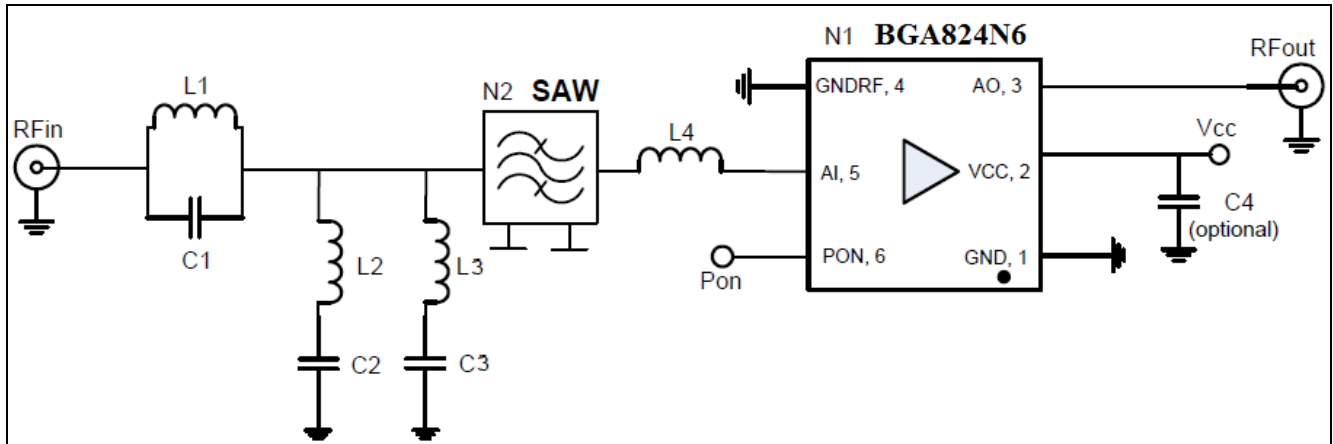 N1 BGA824N6
RFout
L1
N2 SAW
GNDRF, 4
AO, 3
RFin
L4
Vcc
AI, 5
VCC, 2
C4
(optional)
C1
L2
L3
Pon
PON, 6
GND, 1
C2
C3